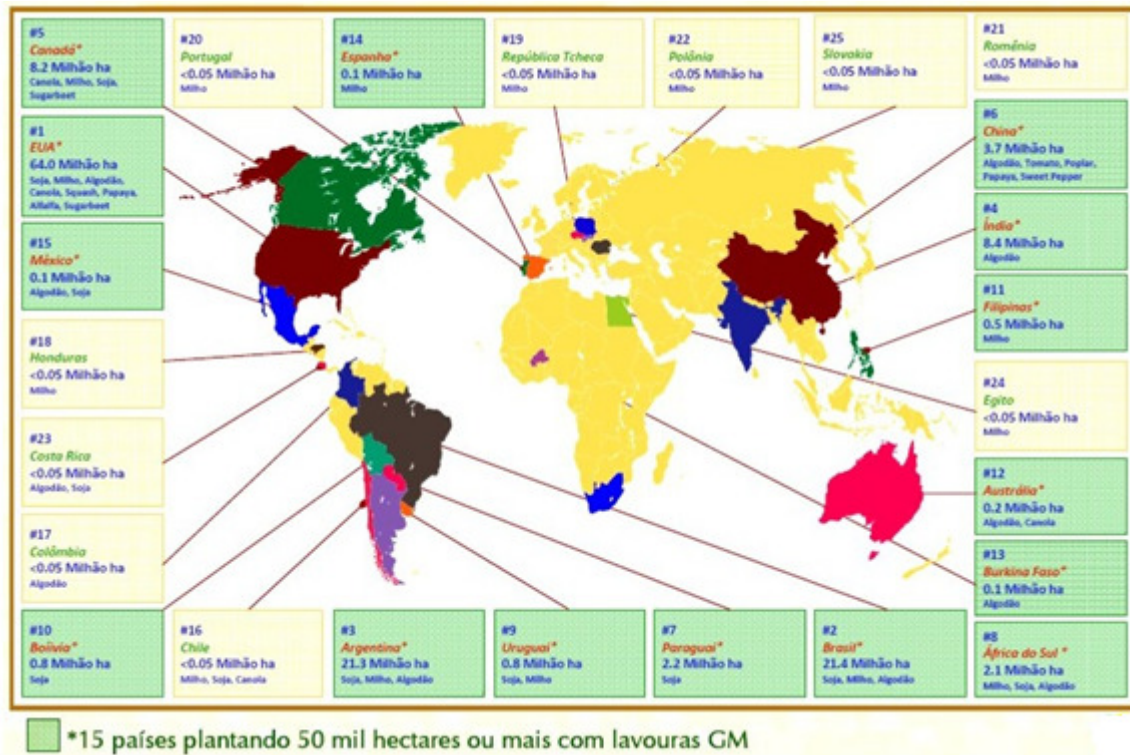 #5
Canadá*
8.2 Milhão ha
Canola, Milho, Soja,
Sugarbeet
#20
Portugal
<0.05 Milhão ha
Milho
#14
Espanha*
0.1 Milhão ha
Milho
#19
República Tcheca
<0.05 Milhão ha
Milho
#22
Polônia
<0.05 Milhão ha
Milho
#25
Slovakia
<0.05 Milhão ha
Milho
#21
Romênia
<0.05 Milhão ha
Milho
#1
EUA*
64.0 Milhão ha
Soja, Milho, Algodão,
Canola, Squash, Papaya,
Alfalfa, Sugarbeet
#6
China*
3.7 Milhão ha
Algodão, Tomato, Poplar,
Papaya, Sweet Pepper
#15
México*
0.1 Milhão ha
Algodão, Soja
#4
Índia*
8.4 Milhão ha
Algodão
#11
Filipinas*
0.5 Milhão ha
Milho
#18
Honduras
<0.05 Milhão ha
Milho
#24
Egito
<0.05 Milhão ha
Milho
#23
Costa Rica
<0.05 Milhão ha
Algodão, Soja
#12
Austrália*
0.2 Milhão ha
Algodão, Canola
#17
Colômbia
<0.05 Milhão ha
Algodão
#13
Burkina Faso*
0.1 Milhão ha
Algodão
#10
Bolívia*
0.8 Milhão ha
Soja
#16
Chile
<0.05 Milhão ha
Milho, Soja, Canola
#3
Argentina*
21.3 Milhão ha
Soja, Milho, Algodão
#9
Uruguai*
0.8 Milhão ha
Soja, Milho
#7
Paraguai*
2.2 Milhão ha
Soja
#2
Brasil*
21.4 Milhão ha
Soja, Milho, Algodão
#8
África do Sul *
2.1 Milhão ha
Milho, Soja, Algodão
*15 países plantando 50 mil hectares ou mais com lavouras GM